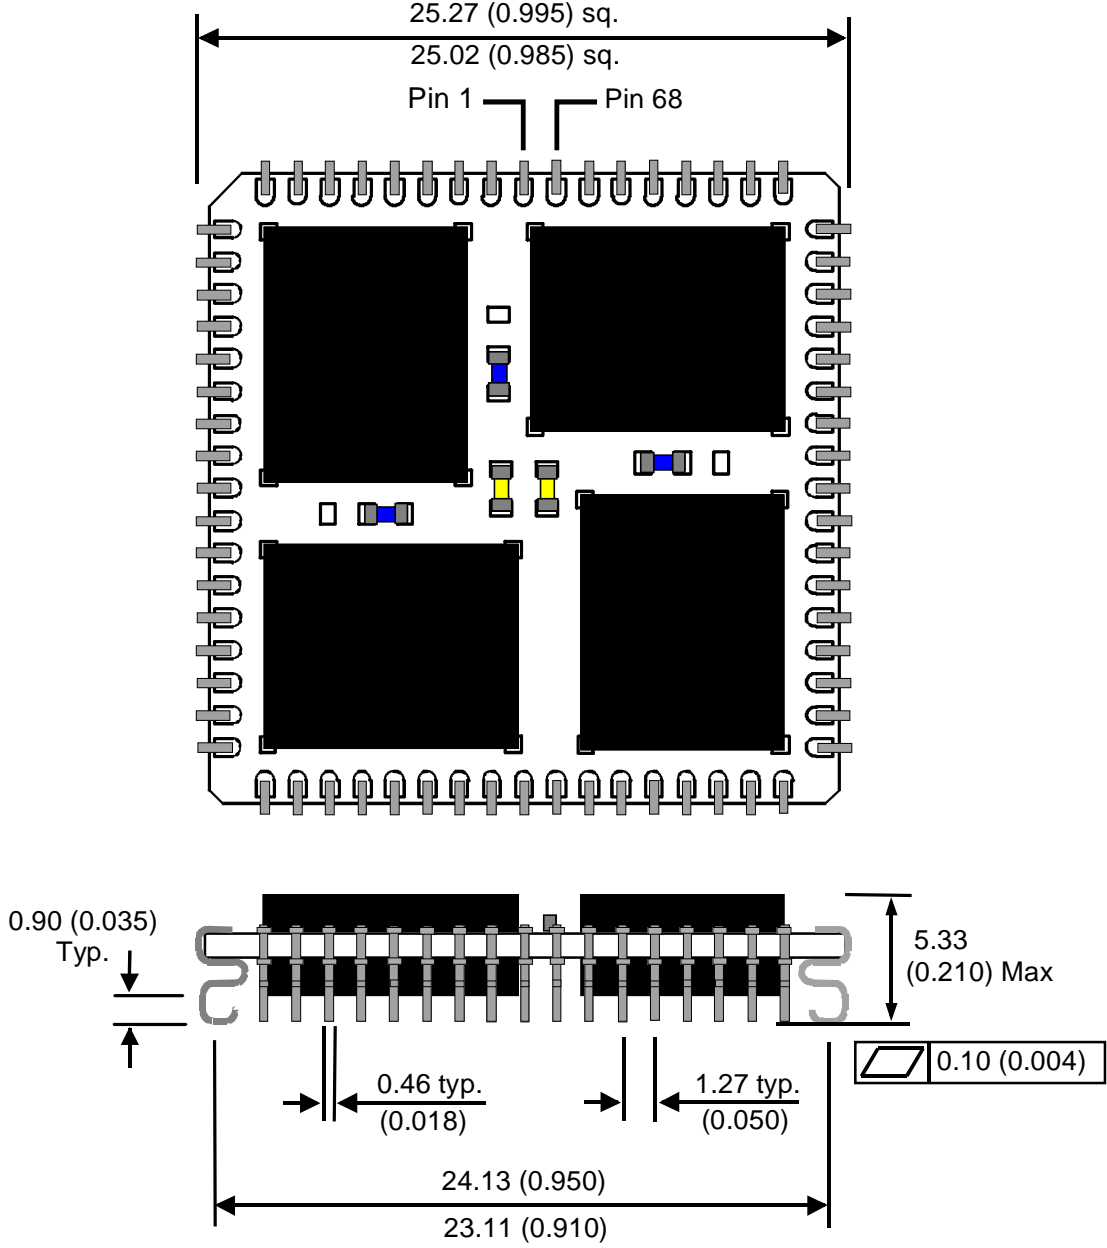 25.27 (0.995) sq.
25.02 (0.985) sq.
Pin 1
Pin 68
0.90 (0.035)
Typ.
5.33
(0.210) Max
0.10 (0.004)
0.46 typ.
(0.018)
1.27 typ.
(0.050)
24.13 (0.950)
23.11 (0.910)